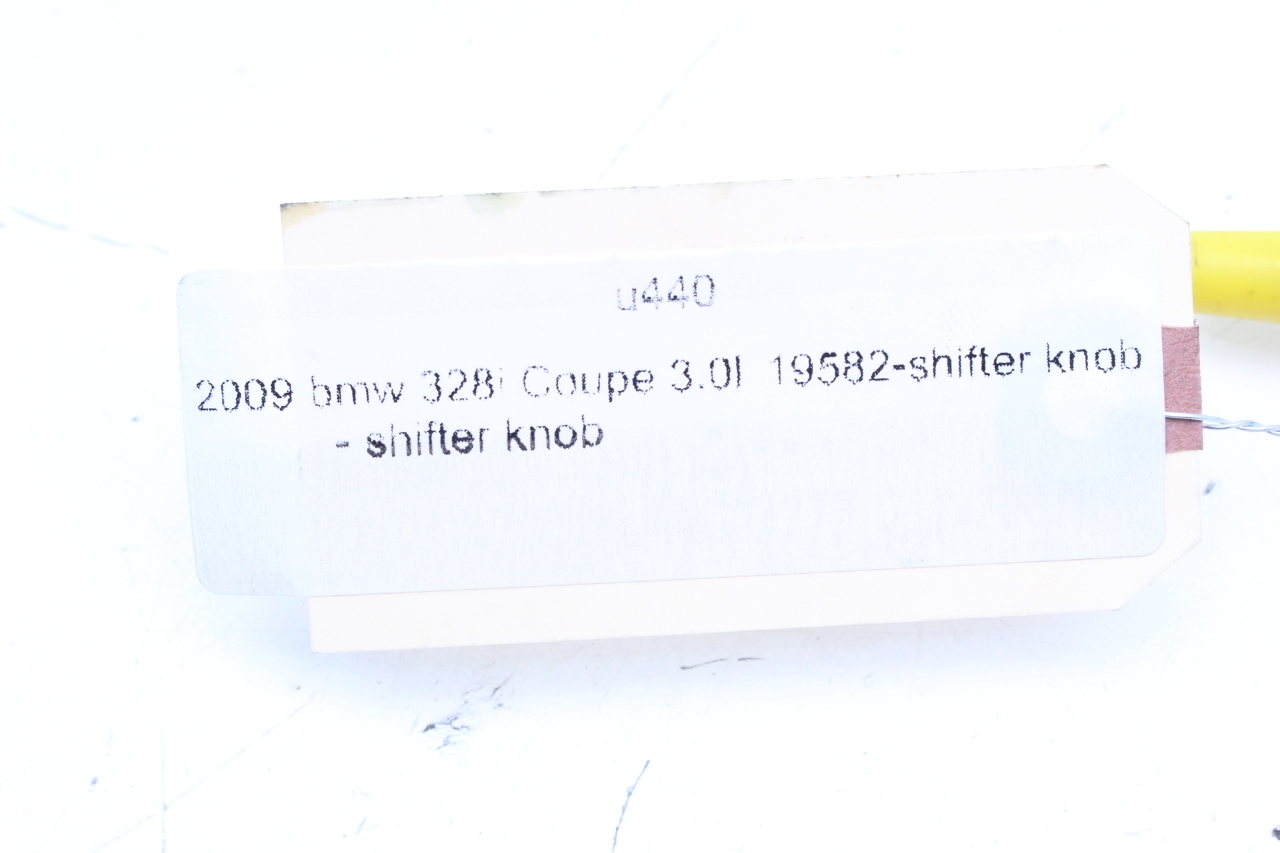 u440
2009 bmw 328i Coupe 3.0l 19582-shifter knob
- shifter knob